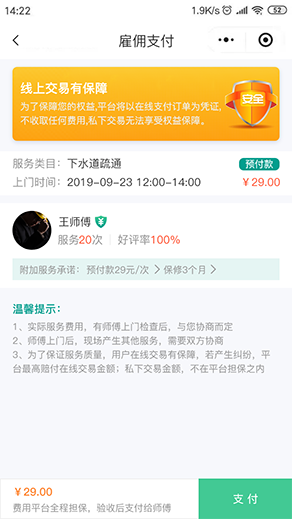 14:22
1.9K/s
52
雇佣支付
线上交易有保障
为了保障您的权益,平台将以在线支付订单为凭证,
不收取任何费用,私下交易无法享受权益保障。
安全
服务类目： 下水道疏通
预付款
上门时间： 2019-09-23 12:00-14:00
￥29.00
王师傅
服务20次
好评率100%
附加服务承诺： 预付款29元/次 > 保修3个月 >
温馨提示：
1、实际服务费用，有师傅上门检查后，与您协商而定
2、师傅上门后，现场产生其他服务，需要双方协商
3、为了保证服务质量，用户在线交易有保障，若产生纠纷，平
台最高赔付在线交易金额；私下交易金额，不在平台担保之内
￥29.00
费用平台全程担保，验收后支付给师傅
支付